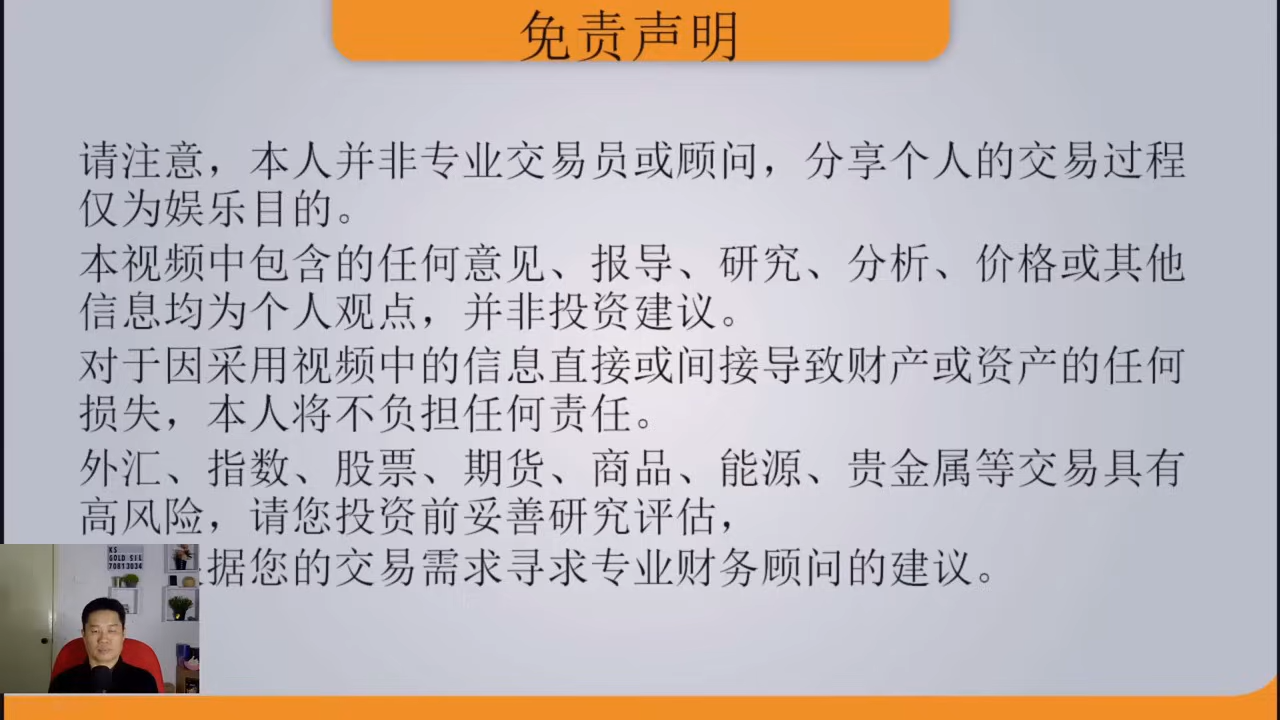 免责声明
请注意，本人并非专业交易员或顾问，分享个人的交易过程
仅为娱乐目的。
本视频中包含的任何意见、报导、研究、分析、价格或其他
信息均为个人观点，并非投资建议。
对于因采用视频中的信息直接或间接导致财产或资产的任何
损失，本人将不负担任何责任。
外汇、指数、股票、期货、商品、能源、贵金属等交易具有
高风险，请您投资前妥善研究评估，
据您的交易需求寻求专业财务顾问的建议。
KS
GOLD SIL
70813034